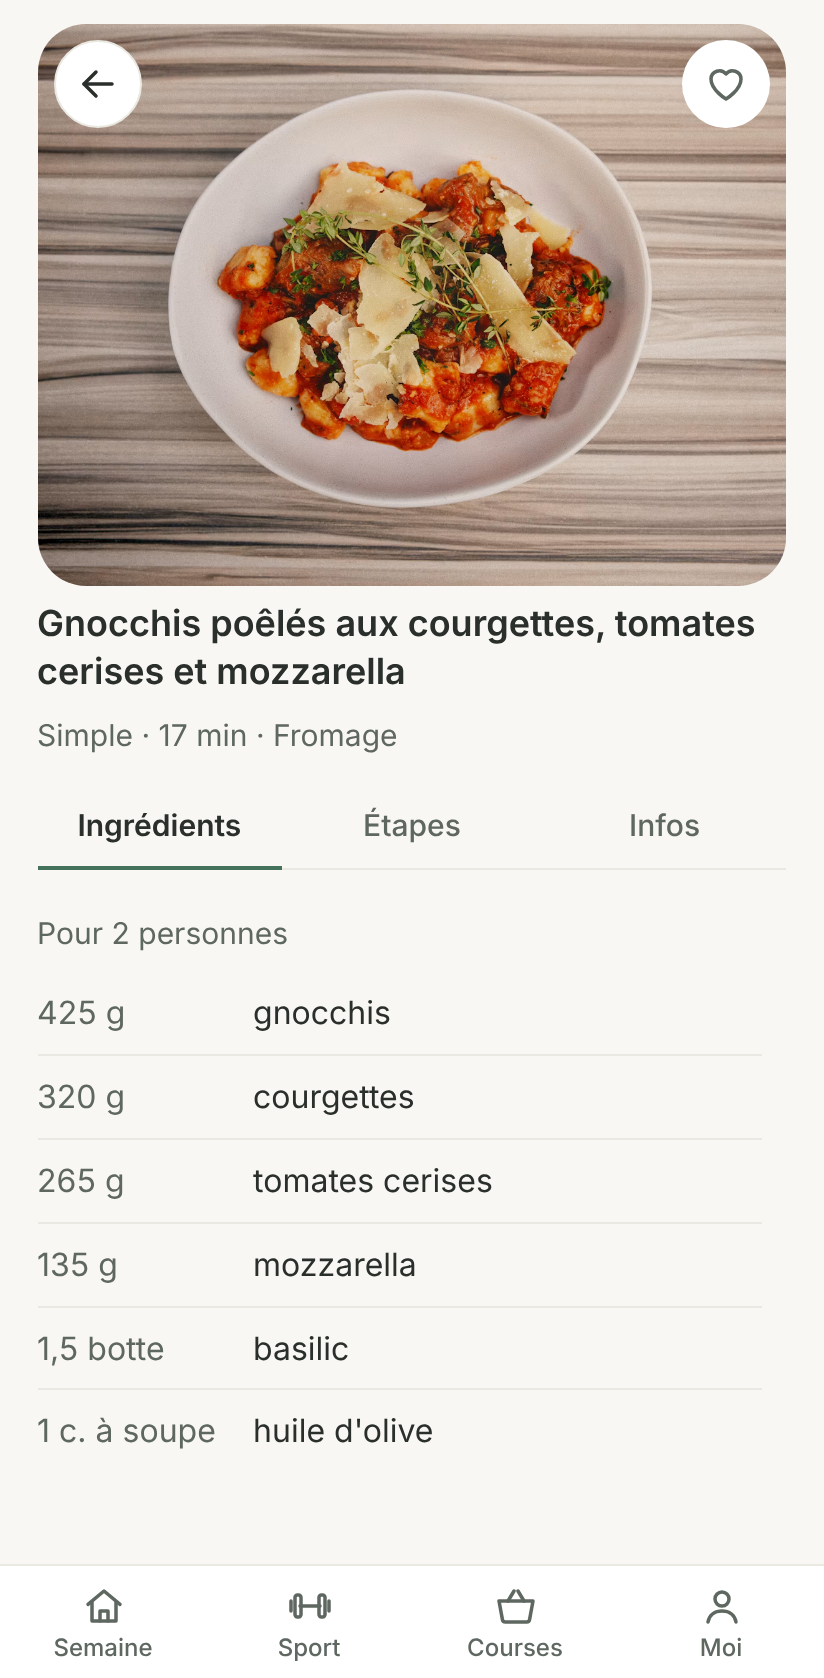 Gnocchis poêlés aux courgettes, tomates
cerises et mozzarella
Simple · 17 min · Fromage
Ingrédients
Étapes
Infos
Pour 2 personnes
425 g gnocchis
320 g courgettes
265 g tomates cerises
135 g mozzarella
1,5 botte basilic
1 c. à soupe huile d'olive
Semaine
Sport
Courses
Moi